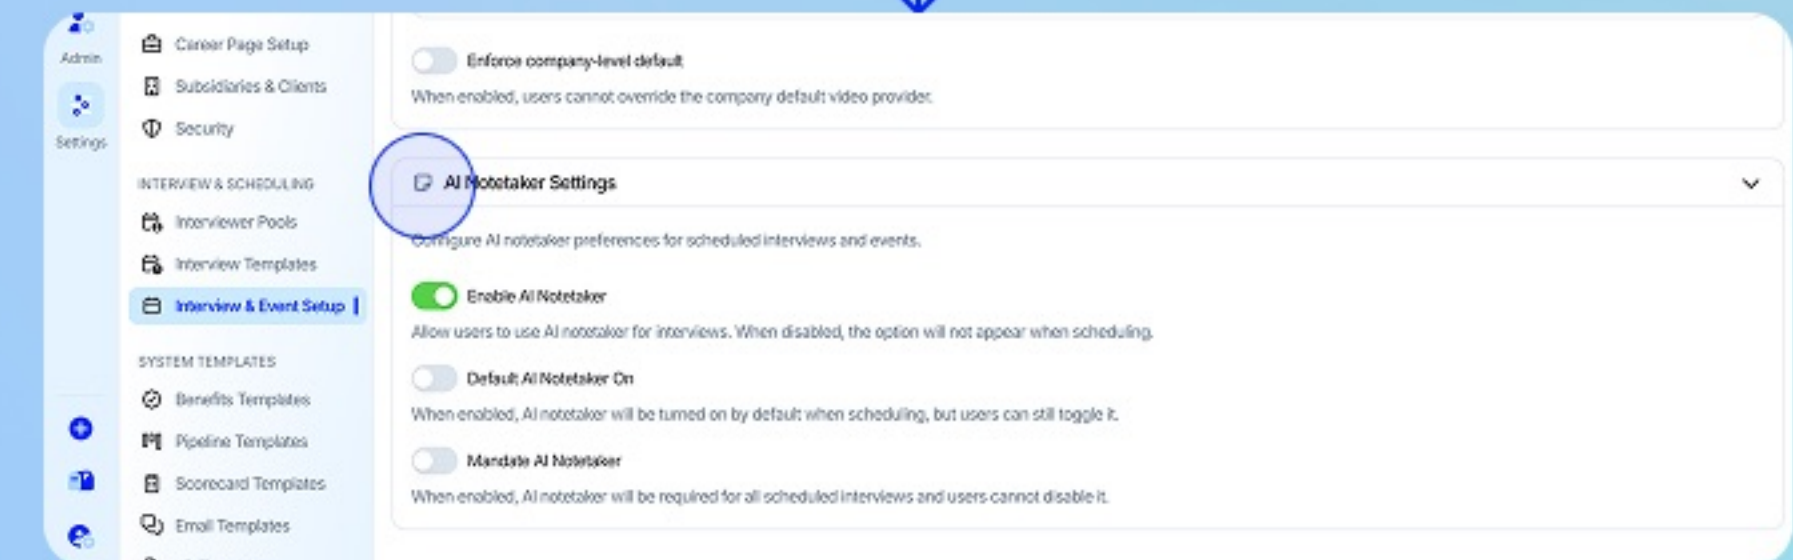 Admin
Settings
Career Page Setup
Subsidiaries & Clients
Security
INTERVIEW & SCHEDULING
Interviewer Pools
Interview Templates
Interview & Event Setup
SYSTEM TEMPLATES
Benefits Templates
Pipeline Templates
Scorecard Templates
Email Templates
Enforce company-level default
When enabled, users cannot override the company default video provider.
AI Notetaker Settings
Configure AI notetaker preferences for scheduled interviews and events.
Enable AI Notetaker
Allow users to use AI notetaker for interviews. When disabled, the option will not appear when scheduling.
Default AI Notetaker On
When enabled, AI notetaker will be turned on by default when scheduling, but users can still toggle it.
Mandate AI Notetaker
When enabled, AI notetaker will be required for all scheduled interviews and users cannot disable it.